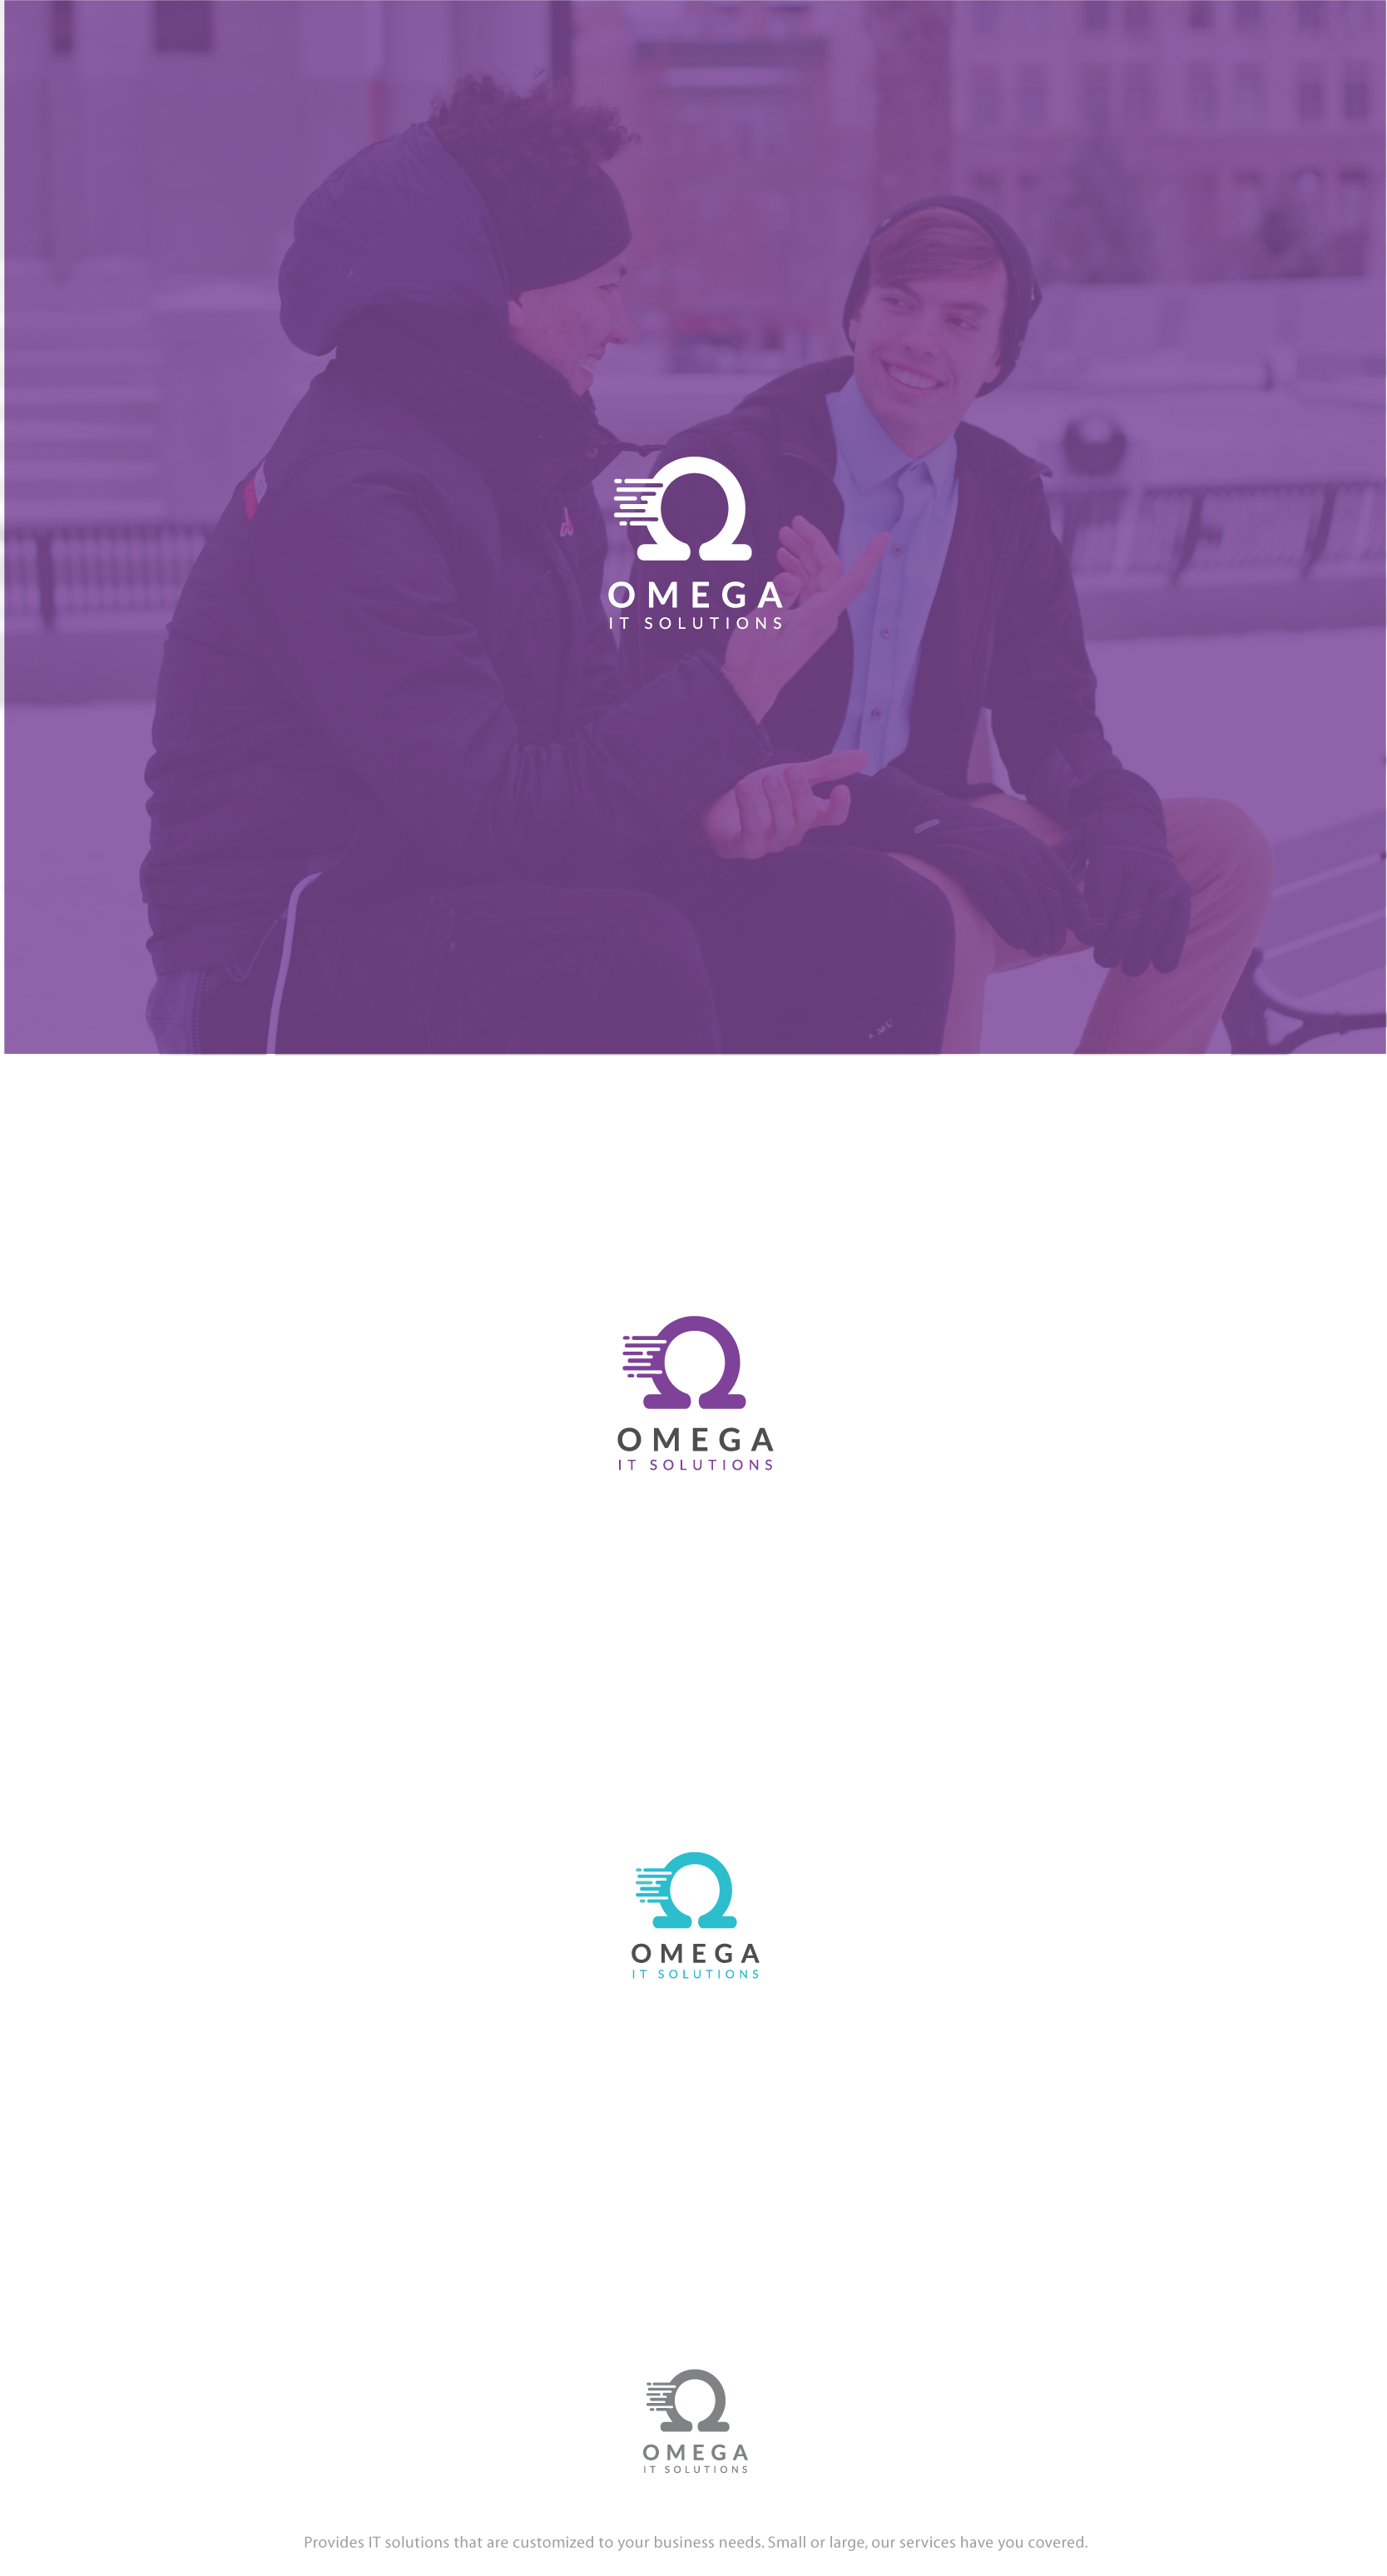 OMEGA
IT SOLUTIONS
OMEGA
IT SOLUTIONS
OMEGA
IT SOLUTIONS
OMEGA
IT SOLUTIONS
Provides IT solutions that are customized to your business needs. Small or large, our services have you covered.